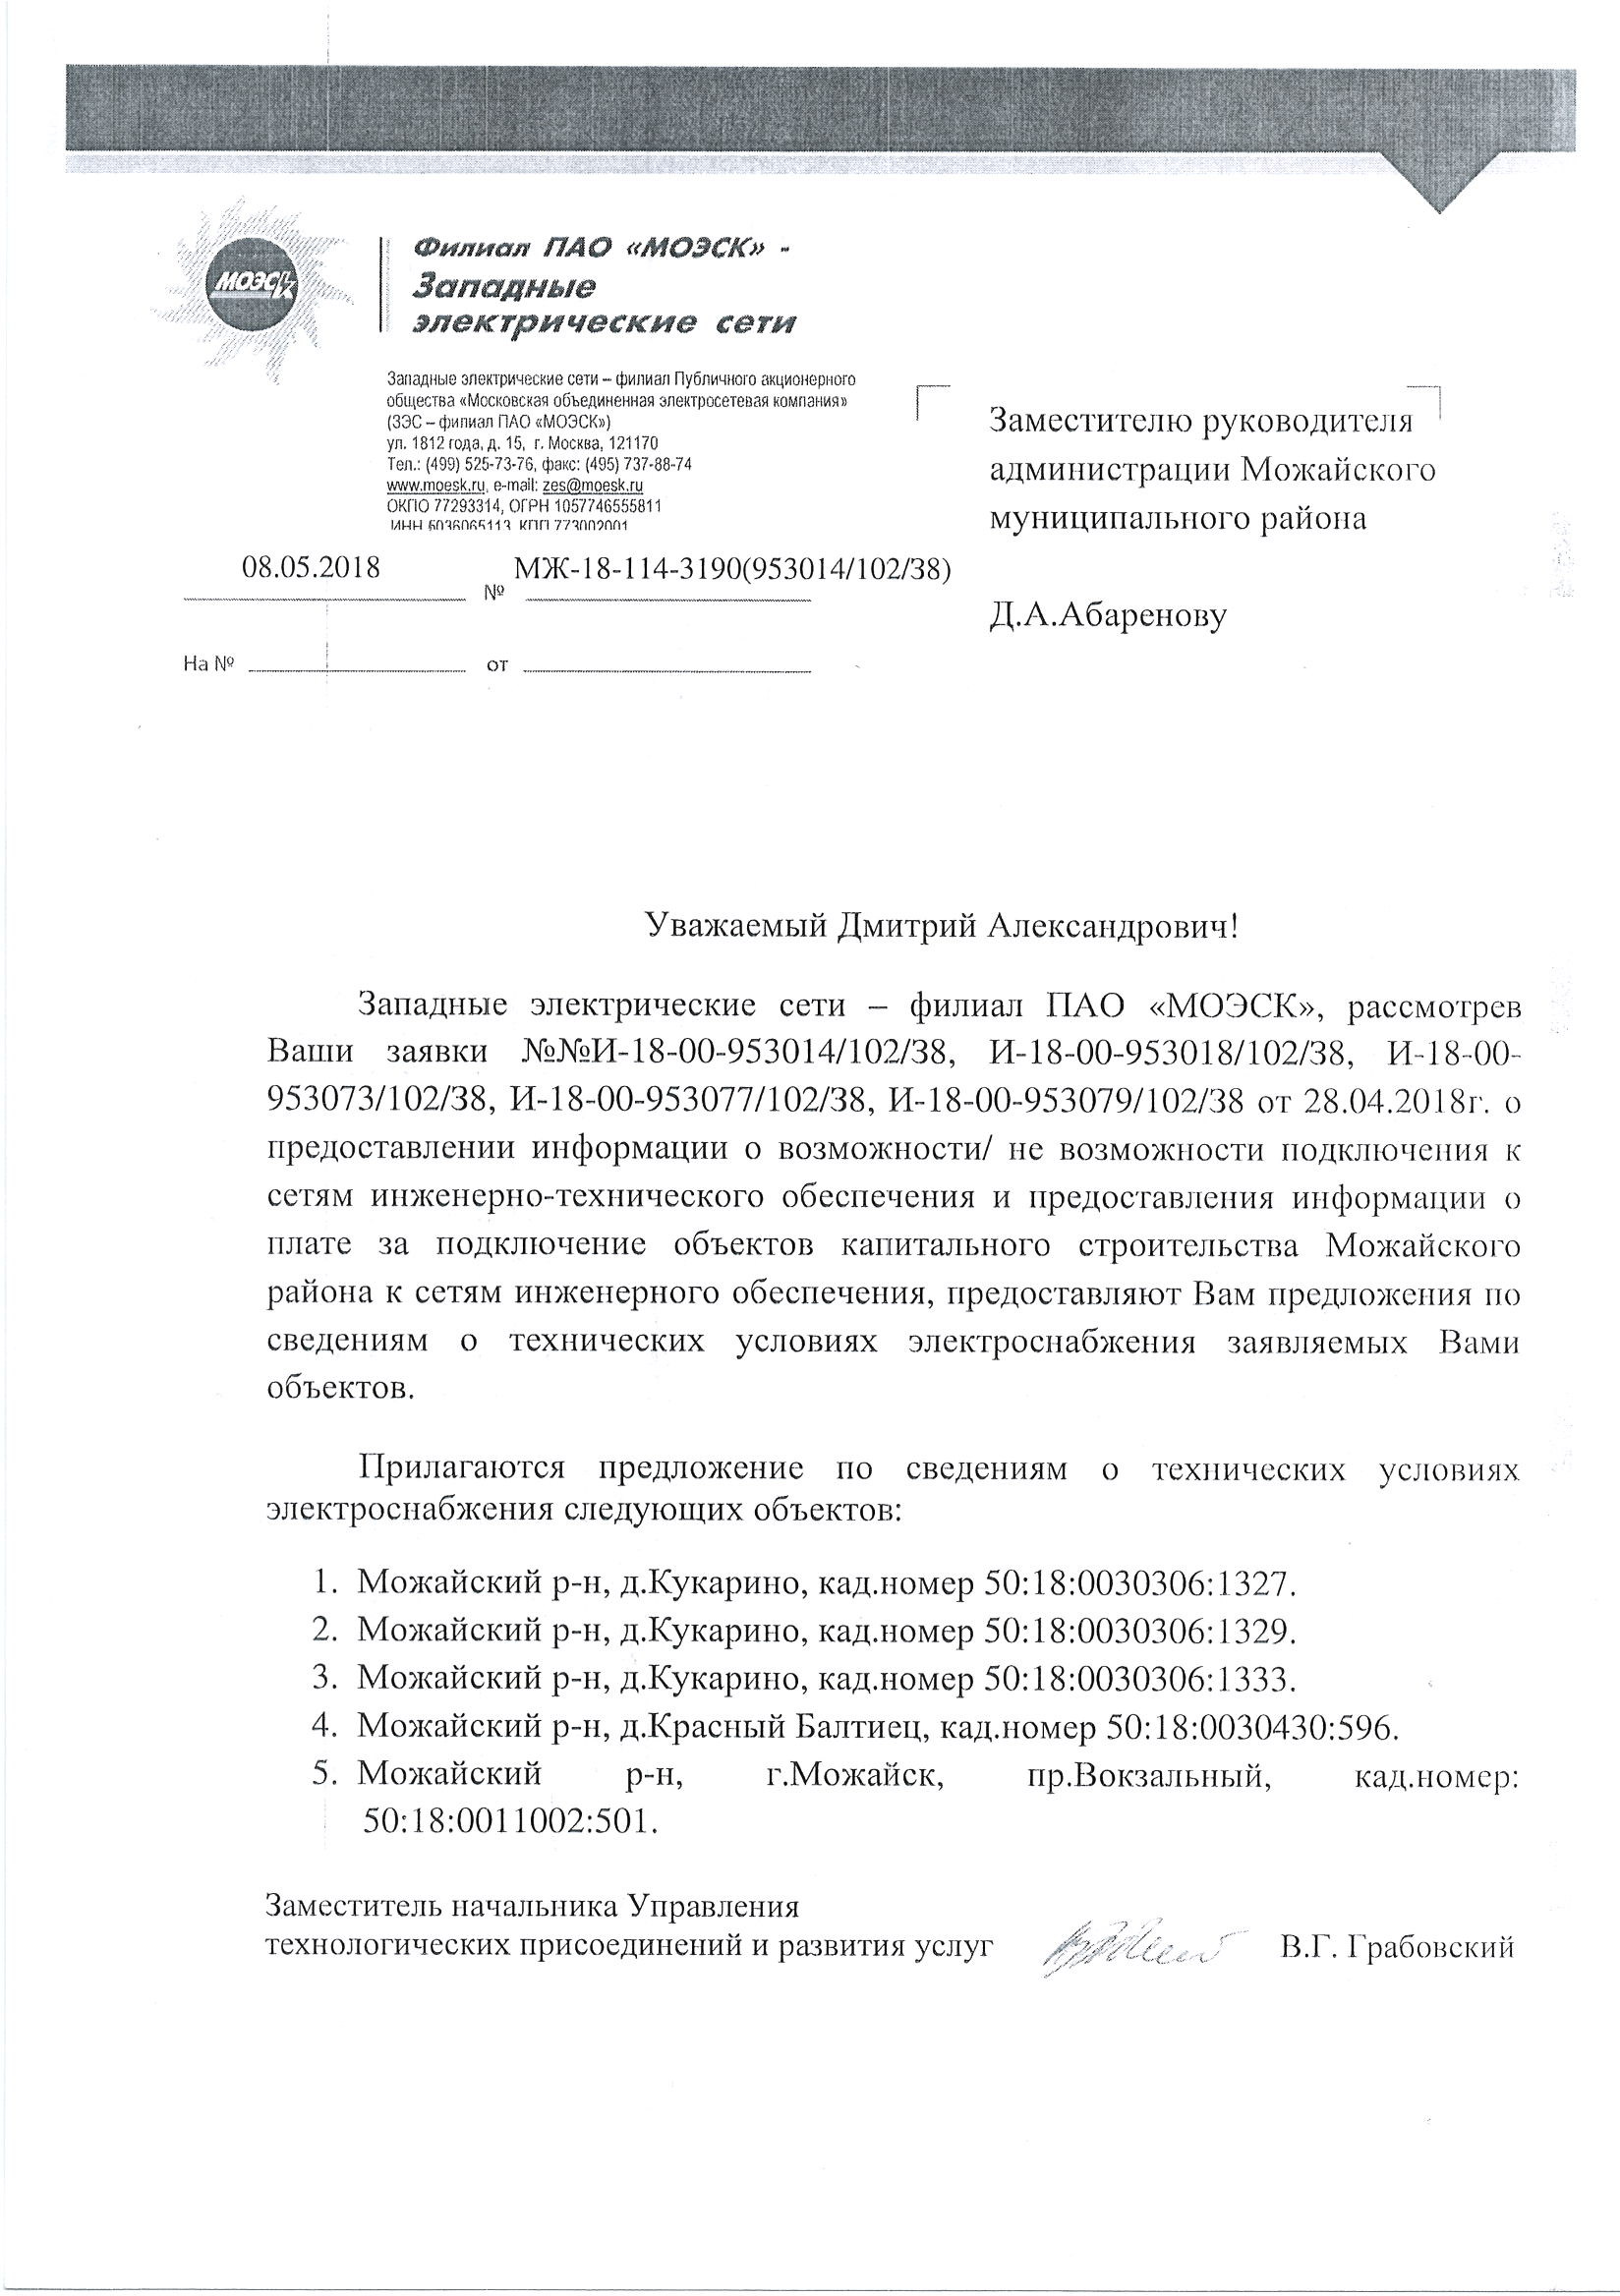 МОЭСК
Филиал ПАО «МОЭСК» -
Западные
электрические сети
Западные электрические сети – филиал Публичного акционерного
общества «Московская объединенная электросетевая компания»
(ЗЭС – филиал ПАО «МОЭСК»)
ул. 1812 года, д. 15, г. Москва, 121170
Тел.: (499) 525-73-76, факс: (495) 737-88-74
www.moesk.ru, e-mail: zes@moesk.ru
ОКПО 77293314, ОГРН 1057746555811
ИНН 5036065113, КПП 773002001
Заместителю руководителя
администрации Можайского
муниципального района
Д.А.Абаренову
08.05.2018 № МЖ-18-114-3190(953014/102/38)
На № от
Уважаемый Дмитрий Александрович!
Западные электрические сети – филиал ПАО «МОЭСК», рассмотрев
Ваши заявки №№И-18-00-953014/102/38, И-18-00-953018/102/38, И-18-00-
953073/102/38, И-18-00-953077/102/38, И-18-00-953079/102/38 от 28.04.2018г. о
предоставлении информации о возможности/ не возможности подключения к
сетям инженерно-технического обеспечения и предоставления информации о
плате за подключение объектов капитального строительства Можайского
района к сетям инженерного обеспечения, предоставляют Вам предложения по
сведениям о технических условиях электроснабжения заявляемых Вами
объектов.
Прилагаются предложение по сведениям о технических условиях
электроснабжения следующих объектов:
1. Можайский р-н, д.Кукарино, кад.номер 50:18:0030306:1327.
2. Можайский р-н, д.Кукарино, кад.номер 50:18:0030306:1329.
3. Можайский р-н, д.Кукарино, кад.номер 50:18:0030306:1333.
4. Можайский р-н, д.Красный Балтиец, кад.номер 50:18:0030430:596.
5. Можайский р-н, г.Можайск, пр.Вокзальный, кад.номер:
50:18:0011002:501.
Заместитель начальника Управления
технологических присоединений и развития услуг В.Г. Грабовский